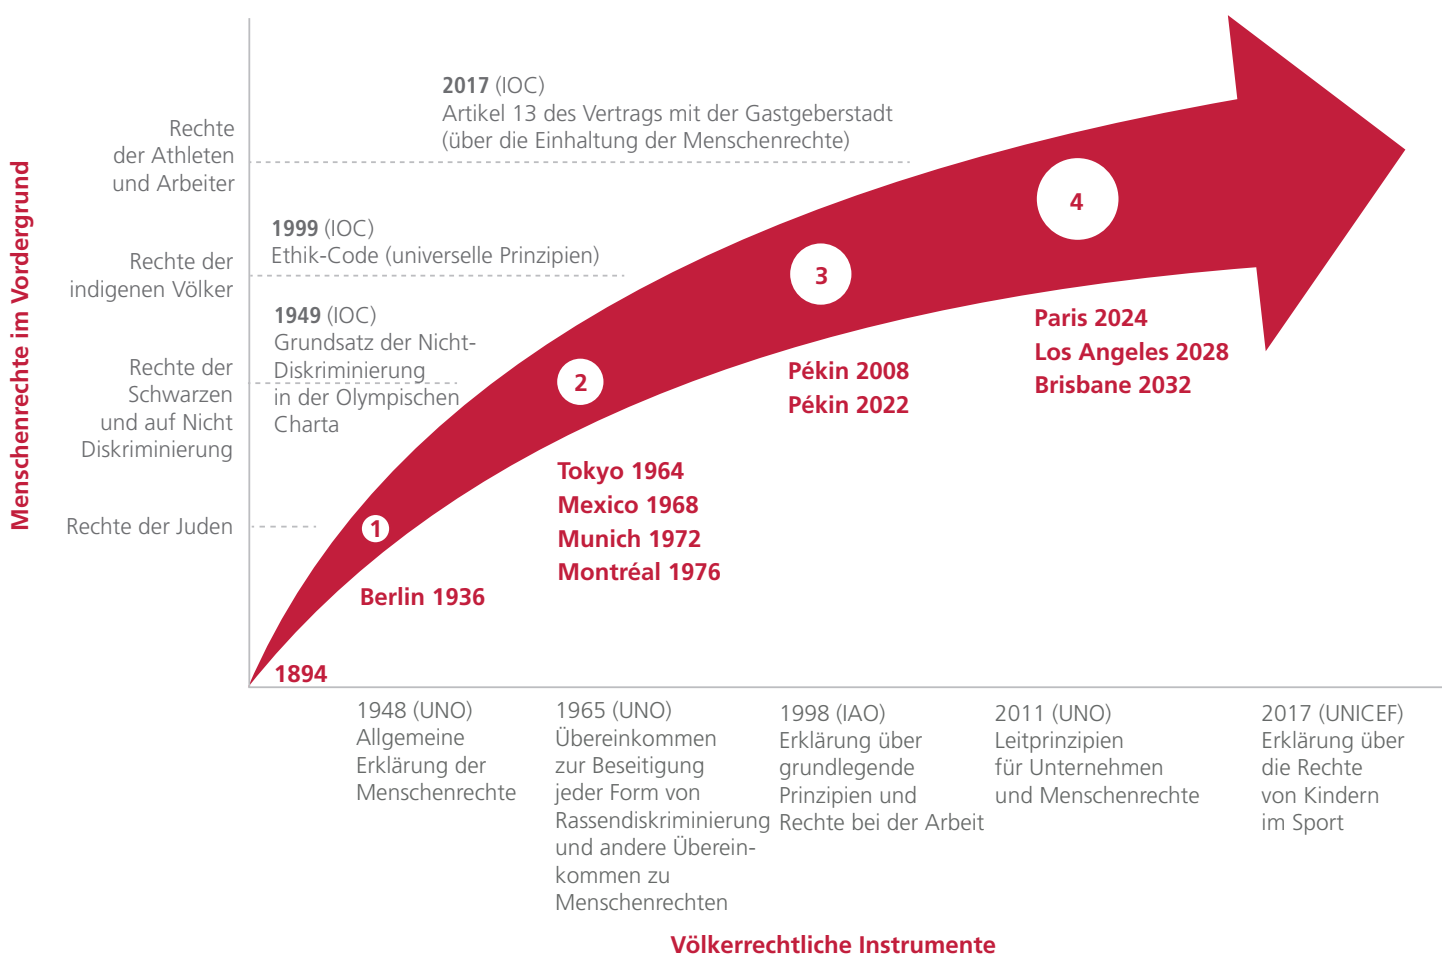 Menschenrechte im Vordergrund
Rechte
der Athleten
und Arbeiter
Rechte der
indigenen Völker
Rechte der
Schwarzen
und auf Nicht
Diskriminierung
Rechte der Juden
2017 (IOC)
Artikel 13 des Vertrags mit der Gastgeberstadt
(über die Einhaltung der Menschenrechte)
1999 (IOC)
Ethik-Code (universelle Prinzipien)
1949 (IOC)
Grundsatz der Nicht-
Diskriminierung
in der Olympischen
Charta
1
2
3
4
Berlin 1936
Tokyo 1964
Mexico 1968
Munich 1972
Montréal 1976
Pékin 2008
Pékin 2022
Paris 2024
Los Angeles 2028
Brisbane 2032
1894
1948 (UNO)
Allgemeine
Erklärung der
Menschenrechte
1965 (UNO)
Übereinkommen
zur Beseitigung
jeder Form von
Rassendiskriminierung
und andere Überein-
kommen zu
Menschenrechten
1998 (IAO)
Erklärung über
grundlegende
Prinzipien und
Rechte bei der Arbeit
2011 (UNO)
Leitprinzipien
für Unternehmen
und Menschenrechte
2017 (UNICEF)
Erklärung über
die Rechte
von Kindern
im Sport
Völkerrechtliche Instrumente